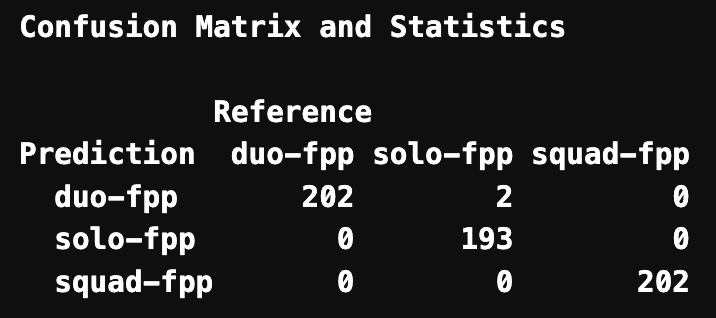 Confusion Matrix and Statistics
Reference
Prediction duo-fpp solo-fpp squad-fpp
duo-fpp 202 2 0
solo-fpp 0 193 0
squad-fpp 0 0 202